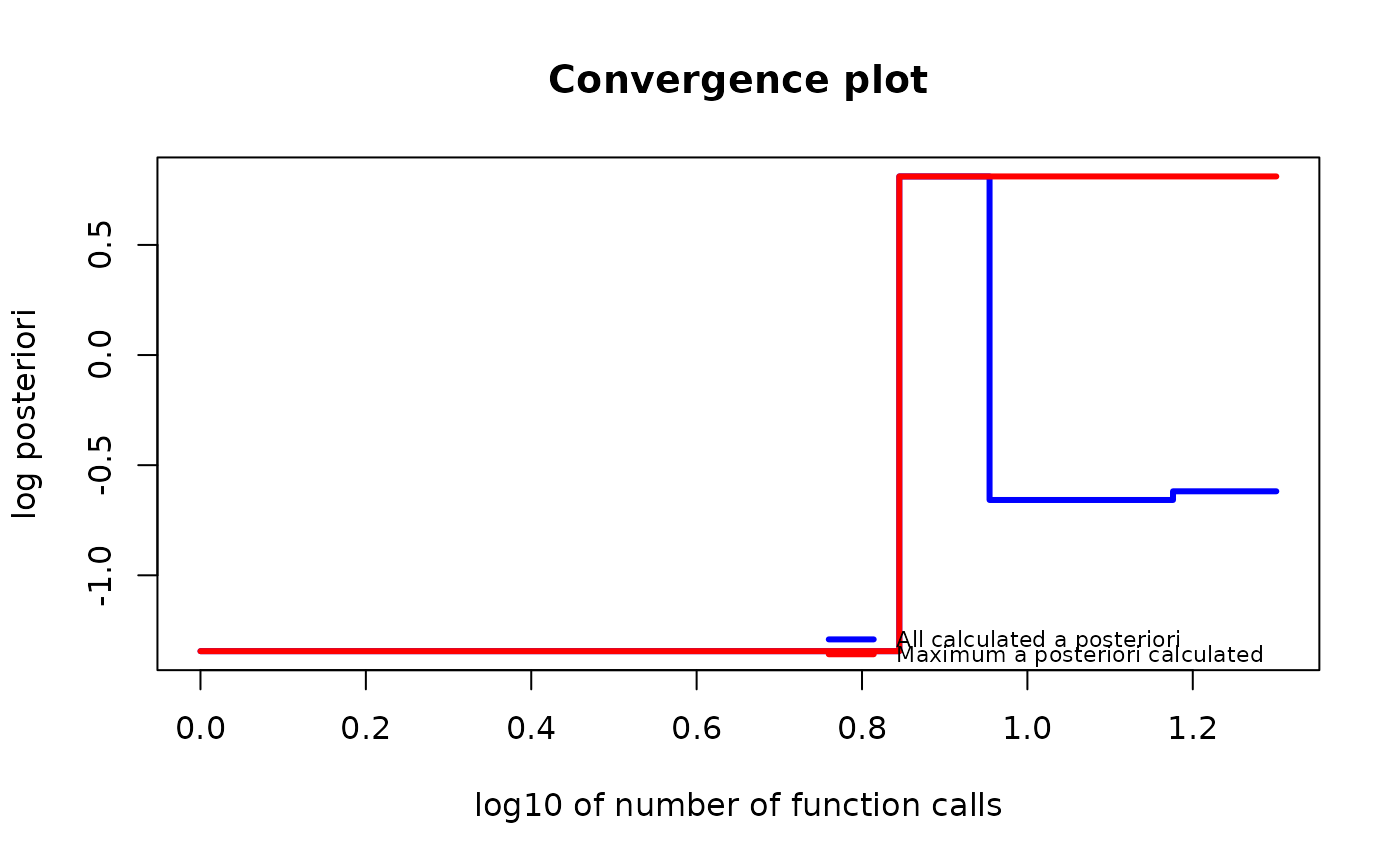 Convergence plot
log posteriori
0.5
0.0
-0.5
-1.0
All calculated a posteriori
Maximum a posteriori calculated
0.0 0.2 0.4 0.6 0.8 1.0 1.2
log10 of number of function calls